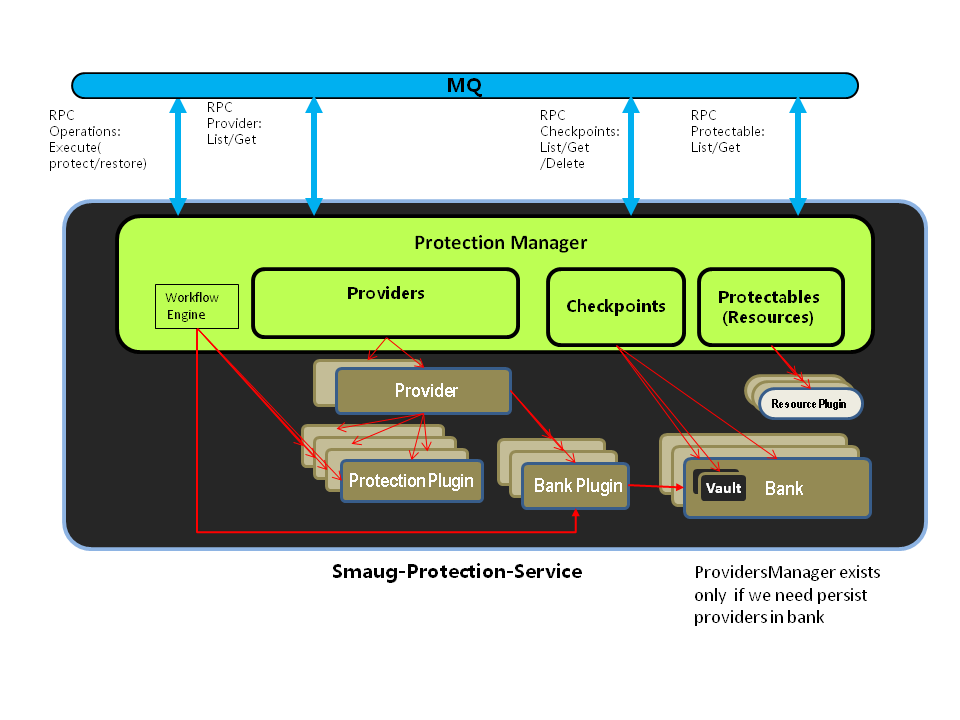 MQ
RPC
Operations:
Execute(
protect/restore)
RPC
Provider:
List/Get
RPC
Checkpoints:
List/Get
/Delete
RPC
Protectable:
List/Get
Protection Manager
Workflow
Engine
Providers
Checkpoints
Protectables
(Resources)
Provider
Resource Plugin
Protection Plugin
Bank Plugin
Vault
Bank
Smaug-Protection-Service
ProvidersManager exists
only if we need persist
providers in bank